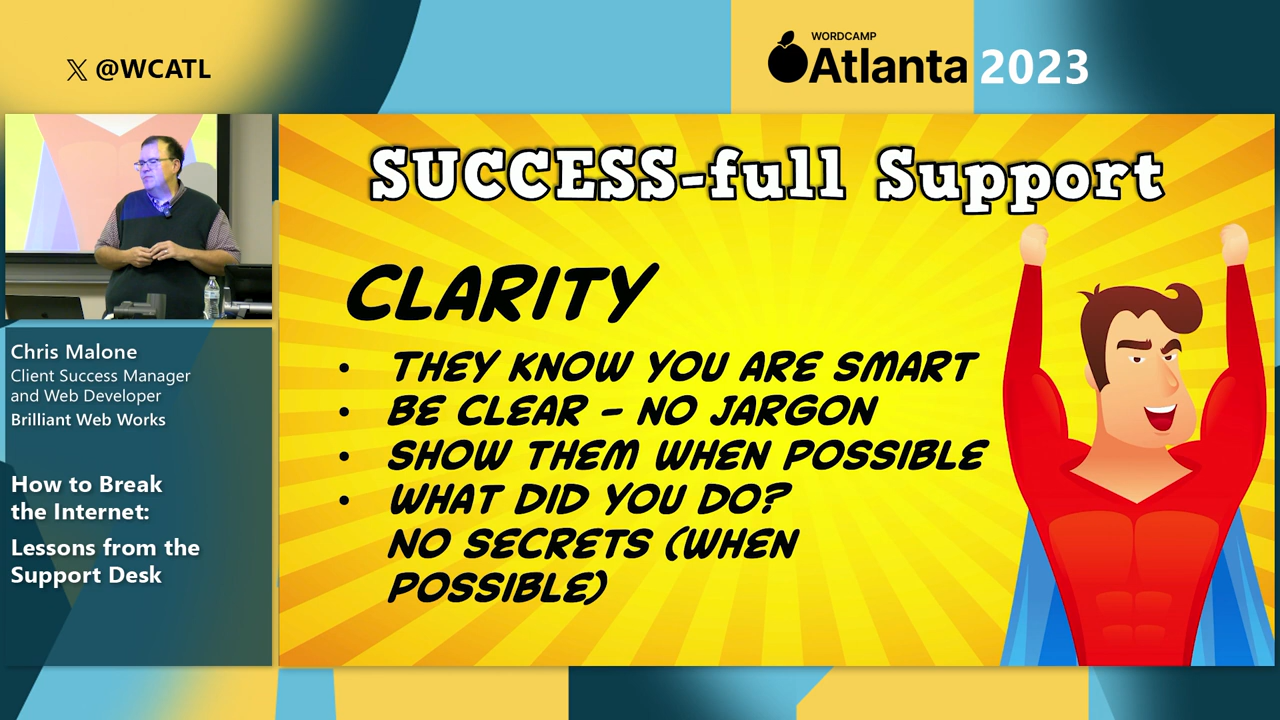 𝕏 @WCATL
WORDCAMP
Atlanta 2023
Chris Malone
Client Success Manager
and Web Developer
Brilliant Web Works
How to Break
the Internet:
Lessons from the
Support Desk
SUCCESS-full Support
CLARITY
• THEY KNOW YOU ARE SMART
• BE CLEAR – NO JARGON
• SHOW THEM WHEN POSSIBLE
• WHAT DID YOU DO?
NO SECRETS (WHEN
POSSIBLE)